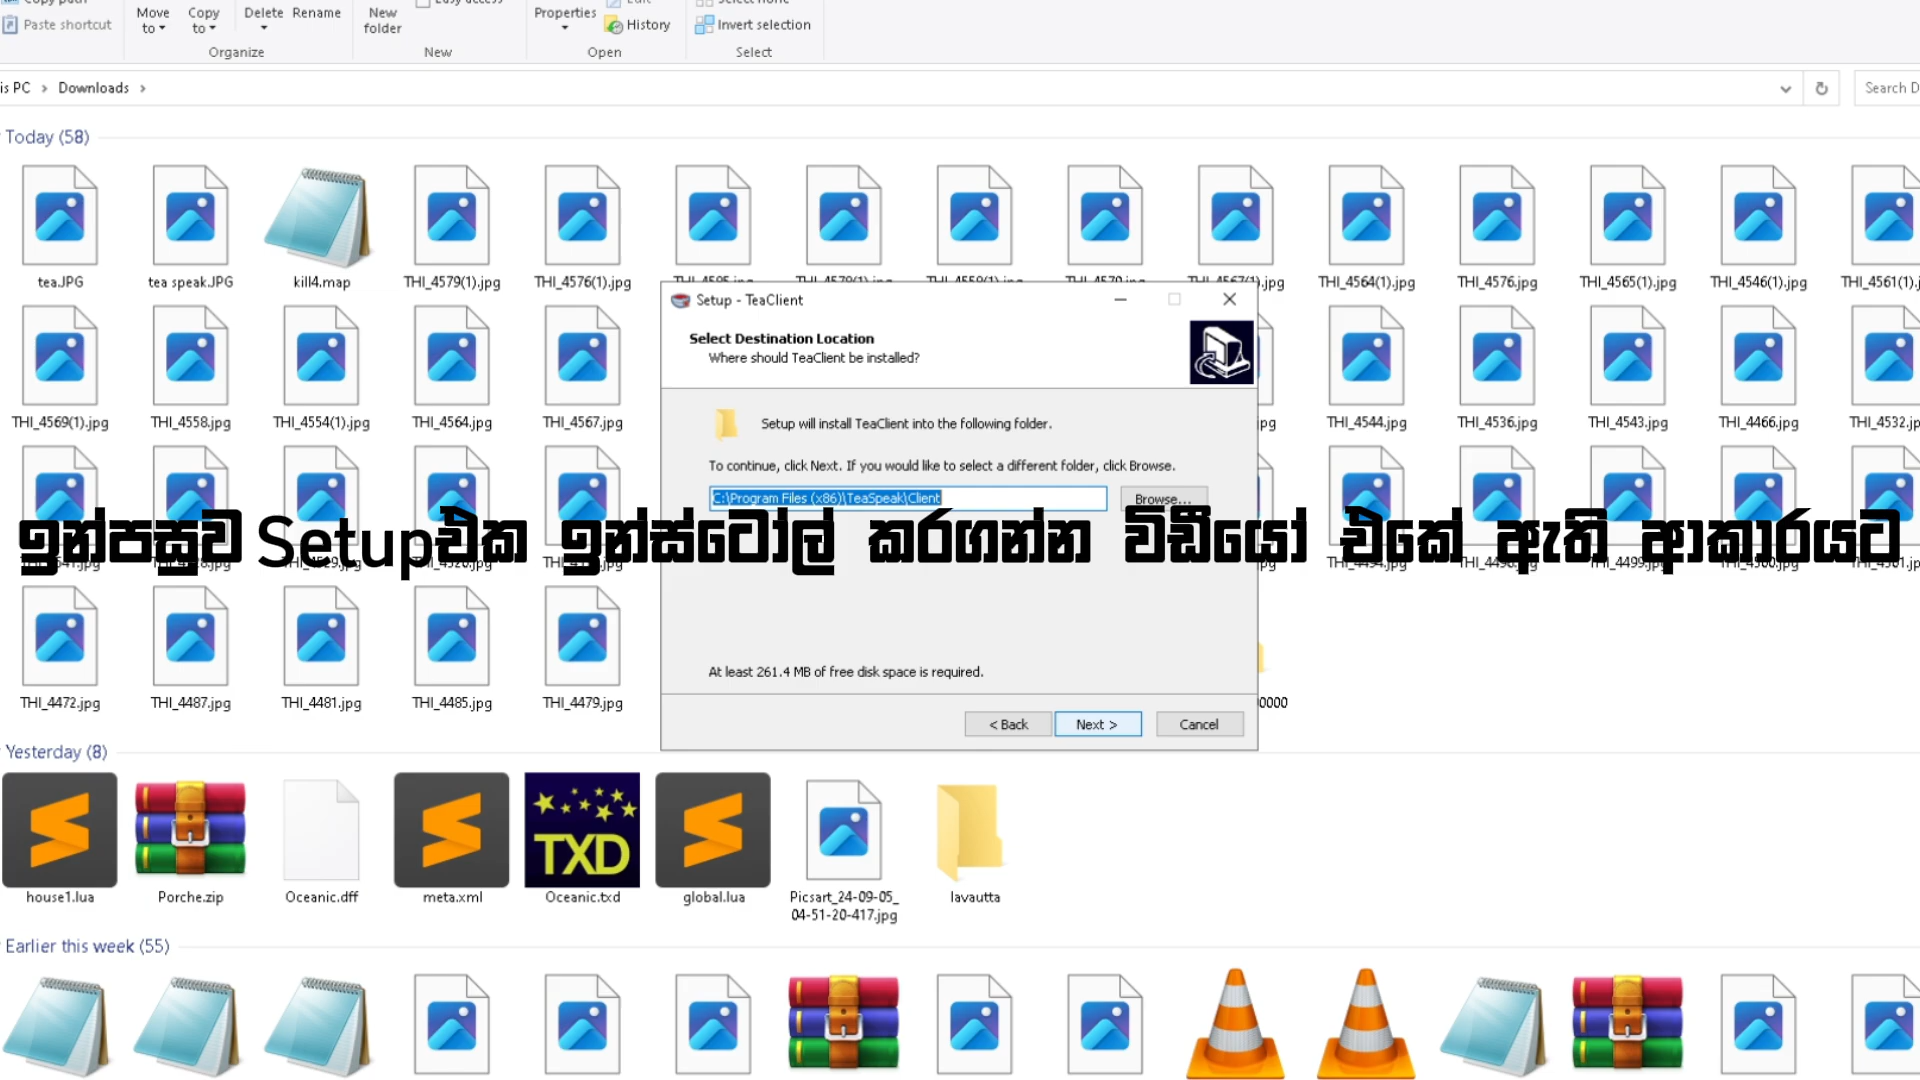 Paste shortcut
Move to
Copy to
Delete
Rename
New folder
Properties
History
Invert selection
Organize
New
Open
Select
is PC > Downloads >
Search D
Today (58)
tea.JPG
tea speak.JPG
kill4.map
THI_4579(1).jpg
THI_4576(1).jpg
THI_4564(1).jpg
THI_4576.jpg
THI_4565(1).jpg
THI_4546(1).jpg
THI_4561(1).j
Setup - TeaClient
Select Destination Location
Where should TeaClient be installed?
Setup will install TeaClient into the following folder.
To continue, click Next. If you would like to select a different folder, click Browse.
C:\Program Files (x86)\TeaSpeak\Client
Browse...
At least 261.4 MB of free disk space is required.
< Back
Next >
Cancel
THI_4569(1).jpg
THI_4558.jpg
THI_4554(1).jpg
THI_4564.jpg
THI_4567.jpg
THI_4544.jpg
THI_4536.jpg
THI_4543.jpg
THI_4466.jpg
THI_4532.jp
ඉන්පසුව Setupඑක ඉන්ස්ටෝල් කරගන්න විඩීයෝ එකේ ඇති ආකාරයට
THI_4472.jpg
THI_4487.jpg
THI_4481.jpg
THI_4485.jpg
THI_4479.jpg
0000
Yesterday (8)
house1.lua
Porche.zip
Oceanic.dff
meta.xml
TXD
Oceanic.txd
global.lua
Picsart_24-09-05_
04-51-20-417.jpg
lavautta
Earlier this week (55)